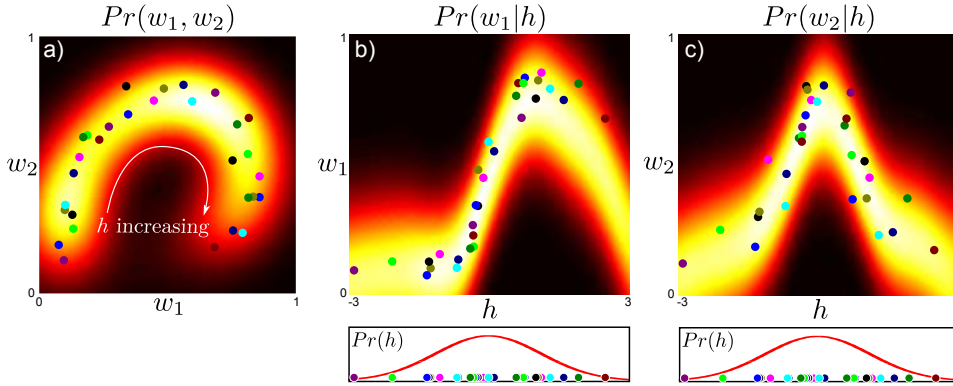 Pr(w₁, w₂)
a)
1
w₂
h increasing
0
w₁
1
Pr(w₁|h)
b)
1
w₁
0
-3
h
3
Pr(h)
Pr(w₂|h)
c)
1
w₂
0
-3
h
Pr(h)